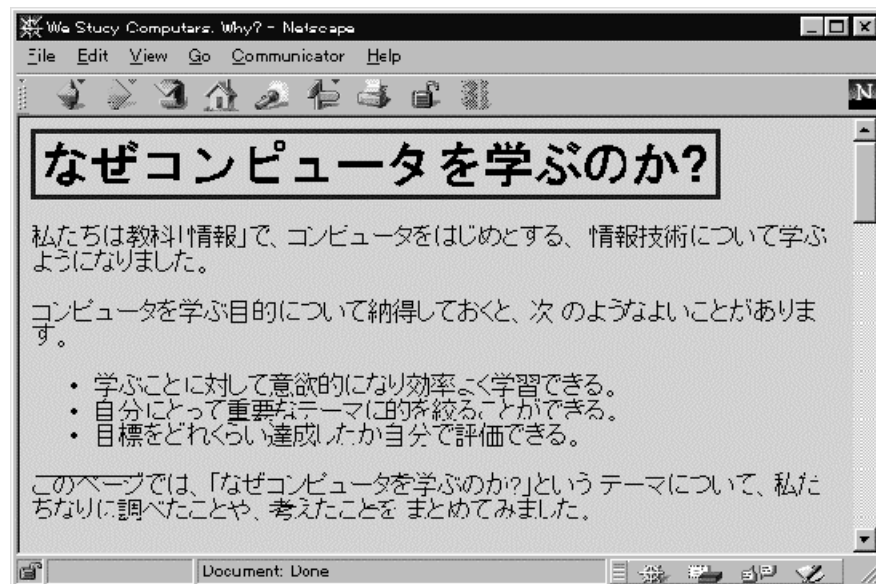 We Study Computers. Why? - Netscape
File Edit View Go Communicator Help
N
なぜコンピュータを学ぶのか?
私たちは教科「情報」で、コンピュータをはじめとする、 情報技術について学ぶ
ようになりました。
コンピュータを学ぶ目的について納得しておくと、次 のようなよいことがありま
す。
• 学ぶことに対して意欲的になり効率よく学習できる。
• 自分にとって重要なテーマに的を絞ることができる。
• 目標をどれくらい達成したか自分で評価できる。
このページでは、「なぜコンピュータを学ぶのか?」という テーマについて、私た
ちなりに調べたことや、考えたことを まとめてみました。
Document: Done